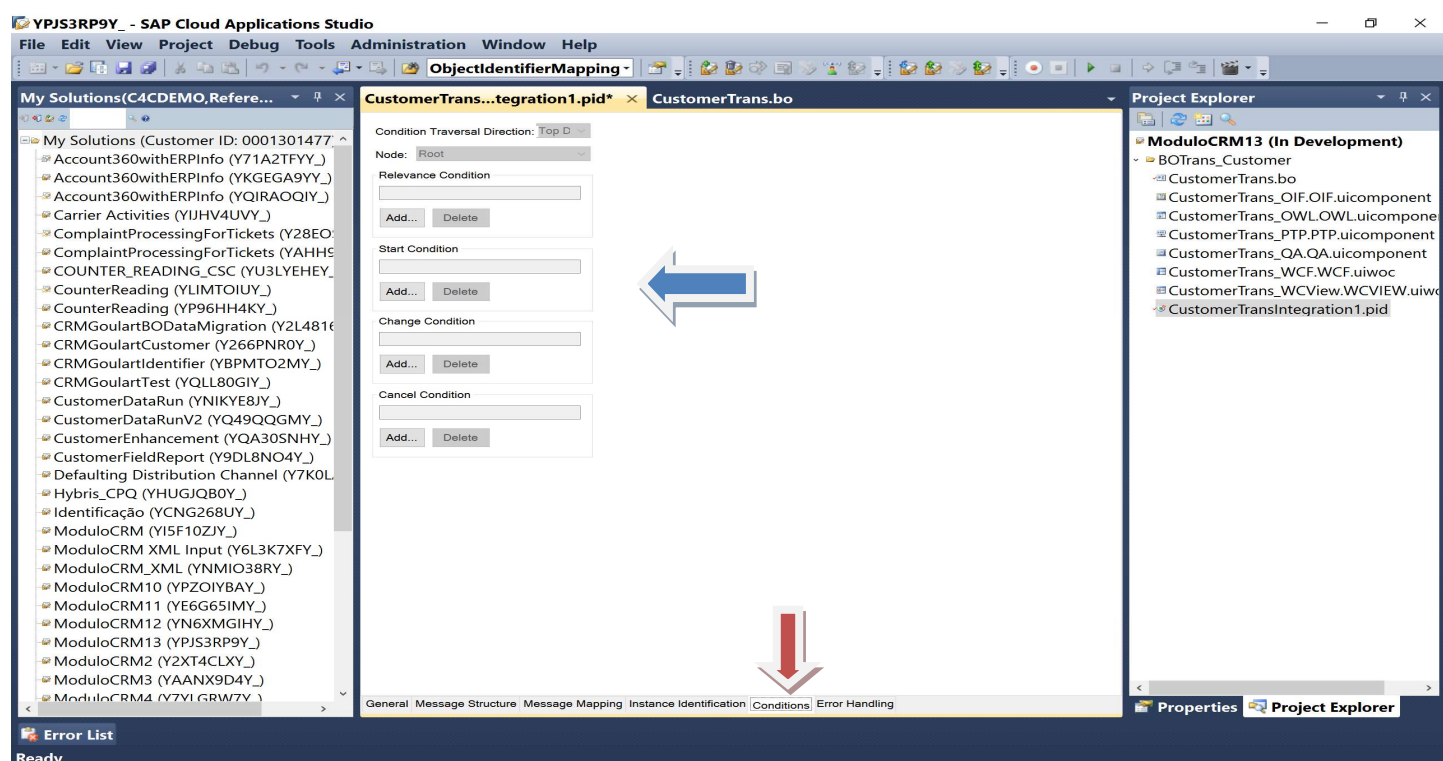 YPJS3RP9Y_ - SAP Cloud Applications Studio
File Edit View Project Debug Tools Administration Window Help
ObjectIdentifierMapping
My Solutions(C4CDEMO,Refere...
My Solutions (Customer ID: 0001301477
Account360withERPInfo (Y71A2TFYY_)
Account360withERPInfo (YKGEGA9YY_)
Account360withERPInfo (YQIRAOQIY_)
Carrier Activities (YIJHV4UVY_)
ComplaintProcessingForTickets (Y28EO
ComplaintProcessingForTickets (YAHH9
COUNTER_READING_CSC (YU3LYEHEY_
CounterReading (YLIMTOIUY_)
CounterReading (YP96HH4KY_)
CRMGoulartBODataMigration (Y2L4816
CRMGoulartCustomer (Y266PNR0Y_)
CRMGoulartIdentifier (YBPMTO2MY_)
CRMGoulartTest (YQLL80GIY_)
CustomerDataRun (YNIKYE8JY_)
CustomerDataRunV2 (YQ49QQGMY_)
CustomerEnhancement (YQA30SNHY_)
CustomerFieldReport (Y9DL8NO4Y_)
Defaulting Distribution Channel (Y7K0L
Hybris_CPQ (YHUGJQB0Y_)
Identificação (YCNG268UY_)
ModuloCRM (YI5F10ZJY_)
ModuloCRM XML Input (Y6L3K7XFY_)
ModuloCRM_XML (YNMIO38RY_)
ModuloCRM10 (YPZOIYBAY_)
ModuloCRM11 (YE6G65IMY_)
ModuloCRM12 (YN6XMGIHY_)
ModuloCRM13 (YPJS3RP9Y_)
ModuloCRM2 (Y2XT4CLXY_)
ModuloCRM3 (YAANX9D4Y_)
ModuloCRM4 (Y7YLGRW7Y_)
CustomerTrans...tegration1.pid* CustomerTrans.bo
Condition Traversal Direction: Top D
Node: Root
Relevance Condition
Add... Delete
Start Condition
Add... Delete
Change Condition
Add... Delete
Cancel Condition
Add... Delete
General Message Structure Message Mapping Instance Identification Conditions Error Handling
Project Explorer
ModuloCRM13 (In Development)
BOTrans_Customer
CustomerTrans.bo
CustomerTrans_OIF.OIF.uicomponent
CustomerTrans_OWL.OWL.uicompone
CustomerTrans_PTP.PTP.uicomponent
CustomerTrans_QA.QA.uicomponent
CustomerTrans_WCF.WCF.uiwoc
CustomerTrans_WCView.WCVIEW.uiwo
CustomerTransIntegration1.pid
Properties Project Explorer
Error List
Ready